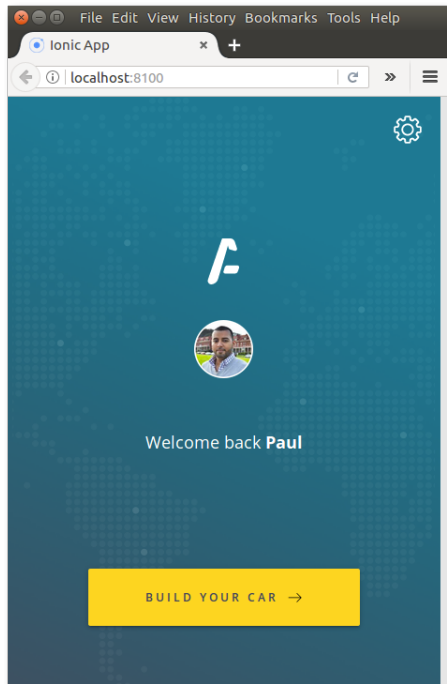 File Edit View History Bookmarks Tools Help
Ionic App
localhost:8100
Welcome back Paul
BUILD YOUR CAR